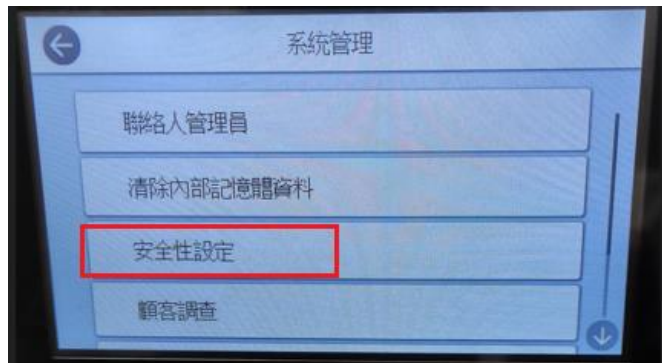 系統管理
聯絡人管理員
清除內部記憶體資料
安全性設定
顧客調查